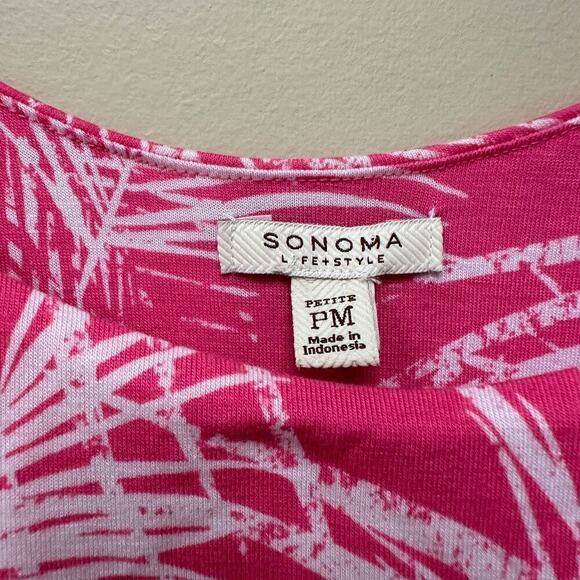 SONOMA
LIFE+STYLE
PETITE
PM
Made in
Indonesia